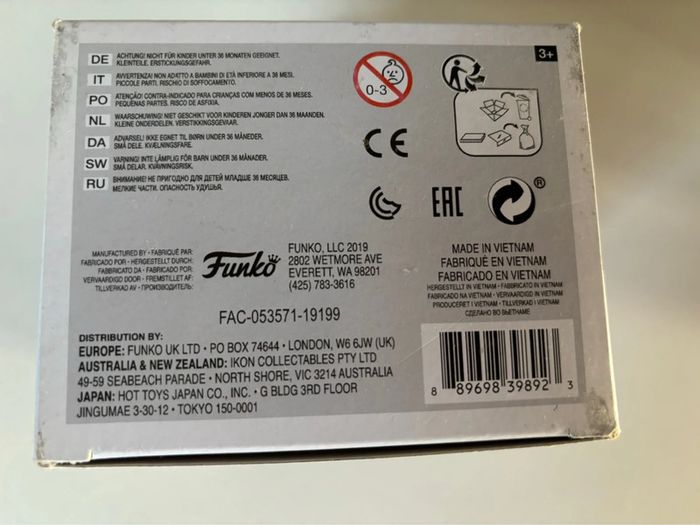 DE ACHTUNG! NICHT FÜR KINDER UNTER 36 MONATEN GEEIGNET.
KLEINTEILE. ERSTICKUNGSGEFAHR.
IT AVVERTENZA! NON ADATTO A BAMBINI DI ETÀ INFERIORE A 36 MESI.
PICCOLE PARTI. RISCHIO DI SOFFOCAMENTO.
PO ATENÇÃO! CONTRA-INDICADO PARA CRIANÇAS COM MENOS DE 36 MESES.
PEQUENAS PARTES. RISCO DE ASFIXIA.
NL WAARSCHUWING! NIET GESCHIKT VOOR KINDEREN JONGER DAN 36 MAANDEN.
KLEINE ONDERDELEN. VERSTIKKINGSGEVAAR.
DA ADVARSEL! IKKE EGNET TIL BØRN UNDER 36 MÅNEDER.
SMÅ DELE. KVÆLNINGSFARE.
SW VARNING! INTE LÄMPLIG FÖR BARN UNDER 36 MÅNADER.
SMÅ DELAR. KVÄVNINGSRISK.
RU ВНИМАНИЕ! НЕ ПРИГОДНО ДЛЯ ДЕТЕЙ МЛАДШЕ 36 МЕСЯЦЕВ.
МЕЛКИЕ ЧАСТИ. ОПАСНОСТЬ УДУШЬЯ.
0-3
3+
CE
EAC
®
MANUFACTURED BY • FABRIQUÉ PAR:
FABRICADO POR • HERGESTELLT DURCH:
FABBRICATO DA • FABRICADO POR:
VERVAARDIGD DOOR • FREMSTILLET AF:
TILLVERKAD AV • ПРОИЗВОДИТЕЛЬ:
Funko
FUNKO, LLC 2019
2802 WETMORE AVE
EVERETT, WA 98201
(425) 783-3616
MADE IN VIETNAM
FABRIQUÉ EN VIETNAM
FABRICADO EN VIETNAM
HERGESTELLT IN VIETNAM • FABBRICATO IN VIETNAM
FABRICADO NA VIETNAM • VERVAARDIGD IN VIETNAM
PRODUCERET I VIETNAM • TILLVERKAD I VIETNAM
СДЕЛАНО ВО ВЬЕТНАМЕ
FAC-053571-19199
DISTRIBUTION BY:
EUROPE: FUNKO UK LTD • PO BOX 74644 • LONDON, W6 6JW (UK)
AUSTRALIA & NEW ZEALAND: IKON COLLECTABLES PTY LTD
49-59 SEABEACH PARADE • NORTH SHORE, VIC 3214 AUSTRALIA
JAPAN: HOT TOYS JAPAN CO., INC. • G BLDG 3RD FLOOR
JINGUMAE 3-30-12 • TOKYO 150-0001
8 89698 39892 3